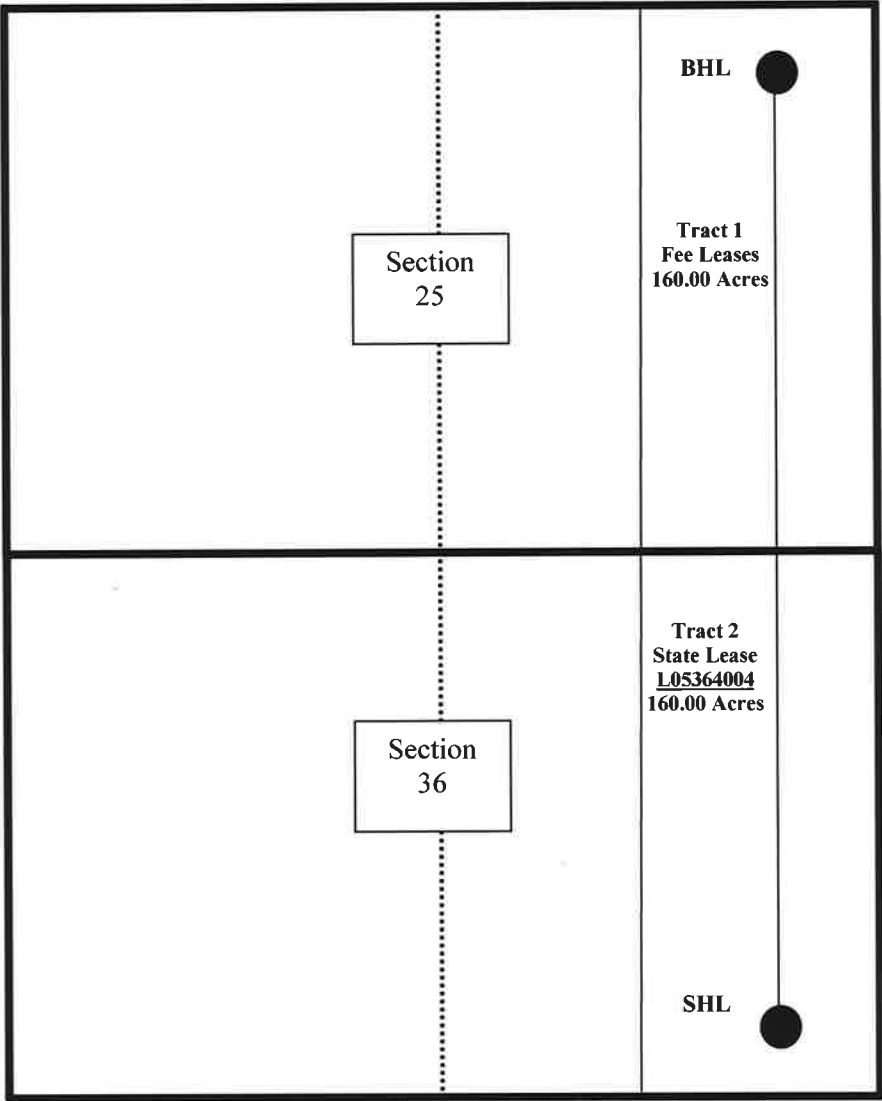 BHL
Tract 1
Fee Leases
160.00 Acres
Section
25
Tract 2
State Lease
L05364004
160.00 Acres
Section
36
SHL